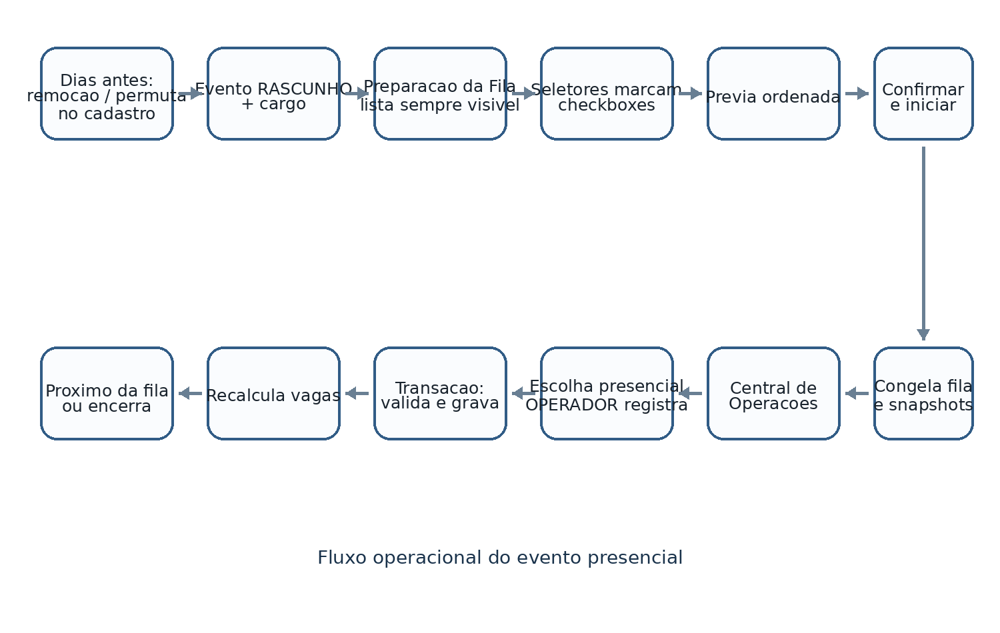 Dias antes:
remocao / permuta
no cadastro
Evento RASCUNHO
+ cargo
Preparacao da Fila
lista sempre visivel
Seletores marcam
checkboxes
Previa ordenada
Confirmar
e iniciar
Congela fila
e snapshots
Central de
Operacoes
Escolha presencial
OPERADOR registra
Transacao:
valida e grava
Recalcula vagas
Proximo da fila
ou encerra
Fluxo operacional do evento presencial